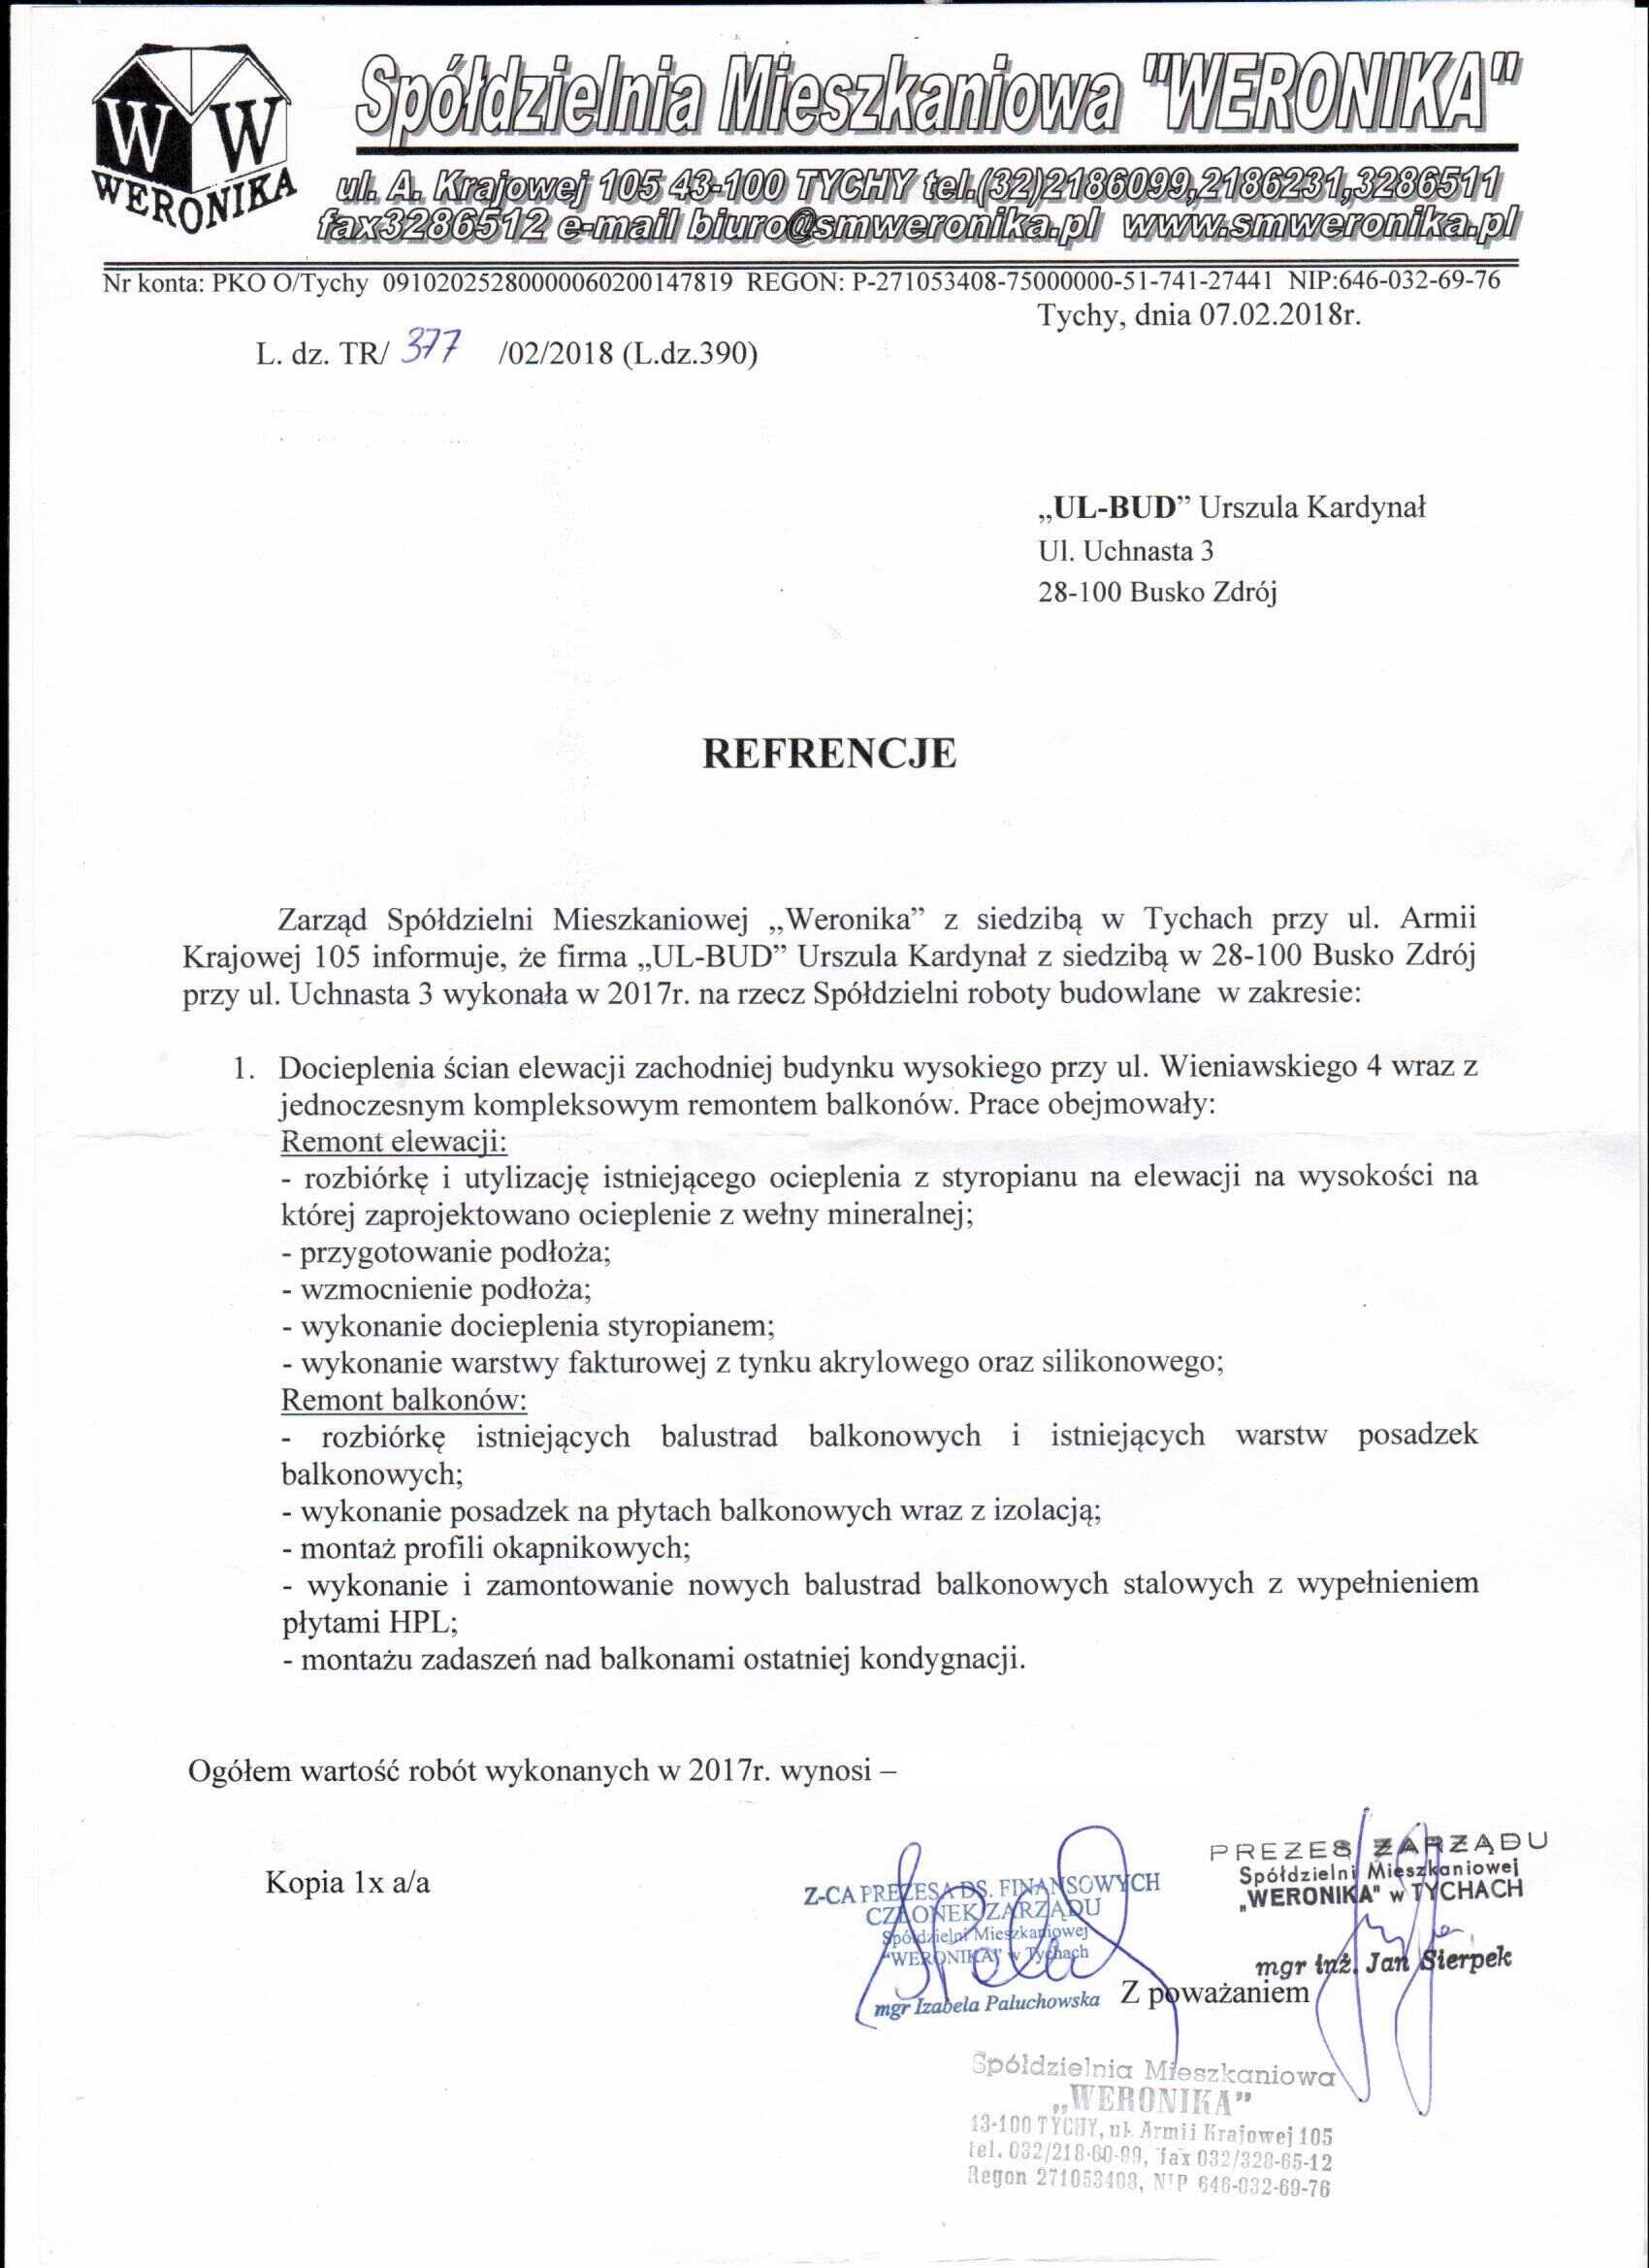 W W
WERONIKA
Spółdzielnia Mieszkaniowa "WERONIKA"
ul. A. Krajowej 105 43-100 TYCHY tel.(32)2186099,2186231,3286511
fax3286512 e-mail biuro@smweronika.pl www.smweronika.pl
Nr konta: PKO O/Tychy 09102025280000060200147819 REGON: P-271053408-75000000-51-741-27441 NIP:646-032-69-76
Tychy, dnia 07.02.2018r.
L. dz. TR/ 377 /02/2018 (L.dz.390)
„UL-BUD” Urszula Kardynał
Ul. Uchnasta 3
28-100 Busko Zdrój
REFRENCJE
Zarząd Spółdzielni Mieszkaniowej „Weronika” z siedzibą w Tychach przy ul. Armii
Krajowej 105 informuje, że firma „UL-BUD” Urszula Kardynał z siedzibą w 28-100 Busko Zdrój
przy ul. Uchnasta 3 wykonała w 2017r. na rzecz Spółdzielni roboty budowlane w zakresie:
1. Docieplenia ścian elewacji zachodniej budynku wysokiego przy ul. Wieniawskiego 4 wraz z
jednoczesnym kompleksowym remontem balkonów. Prace obejmowały:
Remont elewacji:
- rozbiórkę i utylizację istniejącego ocieplenia z styropianu na elewacji na wysokości na
której zaprojektowano ocieplenie z wełny mineralnej;
- przygotowanie podłoża;
- wzmocnienie podłoża;
- wykonanie docieplenia styropianem;
- wykonanie warstwy fakturowej z tynku akrylowego oraz silikonowego;
Remont balkonów:
- rozbiórkę istniejących balustrad balkonowych i istniejących warstw posadzek
balkonowych;
- wykonanie posadzek na płytach balkonowych wraz z izolacją;
- montaż profili okapnikowych;
- wykonanie i zamontowanie nowych balustrad balkonowych stalowych z wypełnieniem
płytami HPL;
- montażu zadaszeń nad balkonami ostatniej kondygnacji.
Ogółem wartość robót wykonanych w 2017r. wynosi –
Kopia 1x a/a
Z-CA PREZESA DS. FINANSOWYCH
CZŁONEK ZARZĄDU
Spółdzielni Mieszkaniowej
"WERONIKA" w Tychach
mgr Izabela Paluchowska
PREZES ZARZĄDU
Spółdzielni Mieszkaniowej
„WERONIKA" w TYCHACH
mgr inż. Jan Sierpek
Z poważaniem
Spółdzielnia Mieszkaniowa
„WERONIKA”
43-100 TYCHY, ul. Armii Krajowej 105
tel. 032/218-60-99, fax 032/328-65-12
Regon 271053408, NIP 646-032-69-76